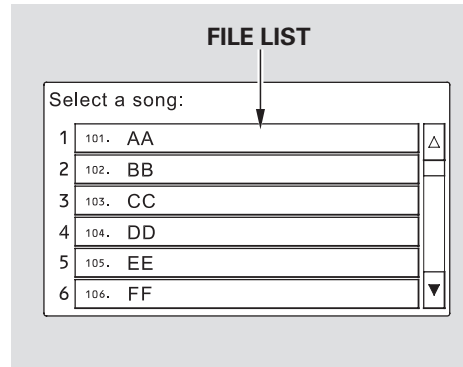 FILE LIST
Select a song:
1 101. AA
2 102. BB
3 103. CC
4 104. DD
5 105. EE
6 106. FF